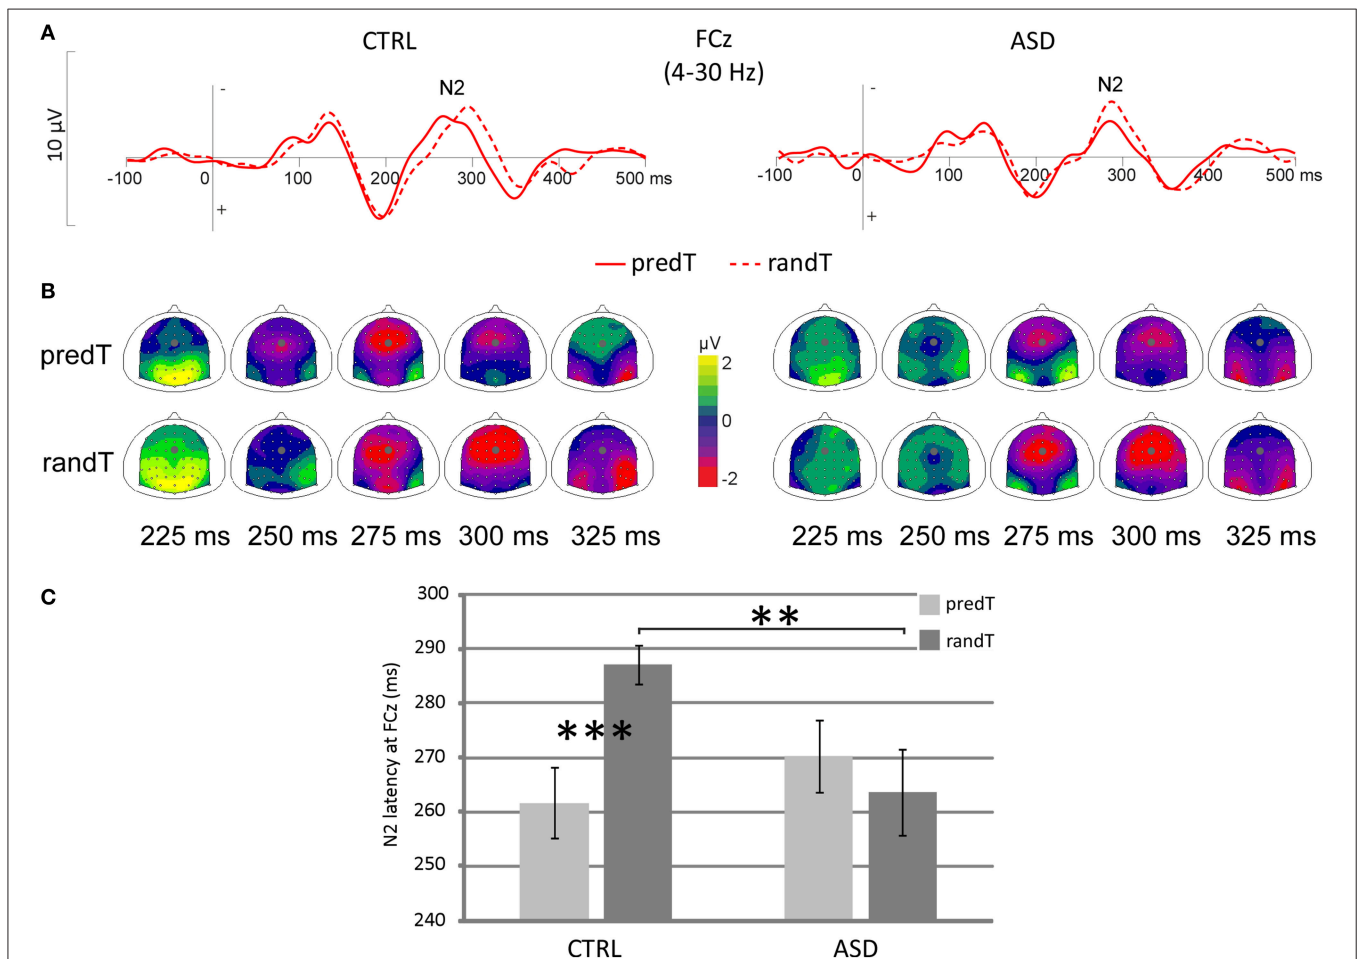 A
CTRL
FCz
(4-30 Hz)
ASD
10 µV
N2
N2
-
-
-100 0 100 200 300 400 500 ms
-100 0 100 200 300 400 500 ms
+
+
predT randT
B
predT
µV
2
0
-2
randT
225 ms 250 ms 275 ms 300 ms 325 ms
225 ms 250 ms 275 ms 300 ms 325 ms
C
N2 latency at FCz (ms)
300
290
280
270
260
250
240
**
***
predT
randT
CTRL ASD